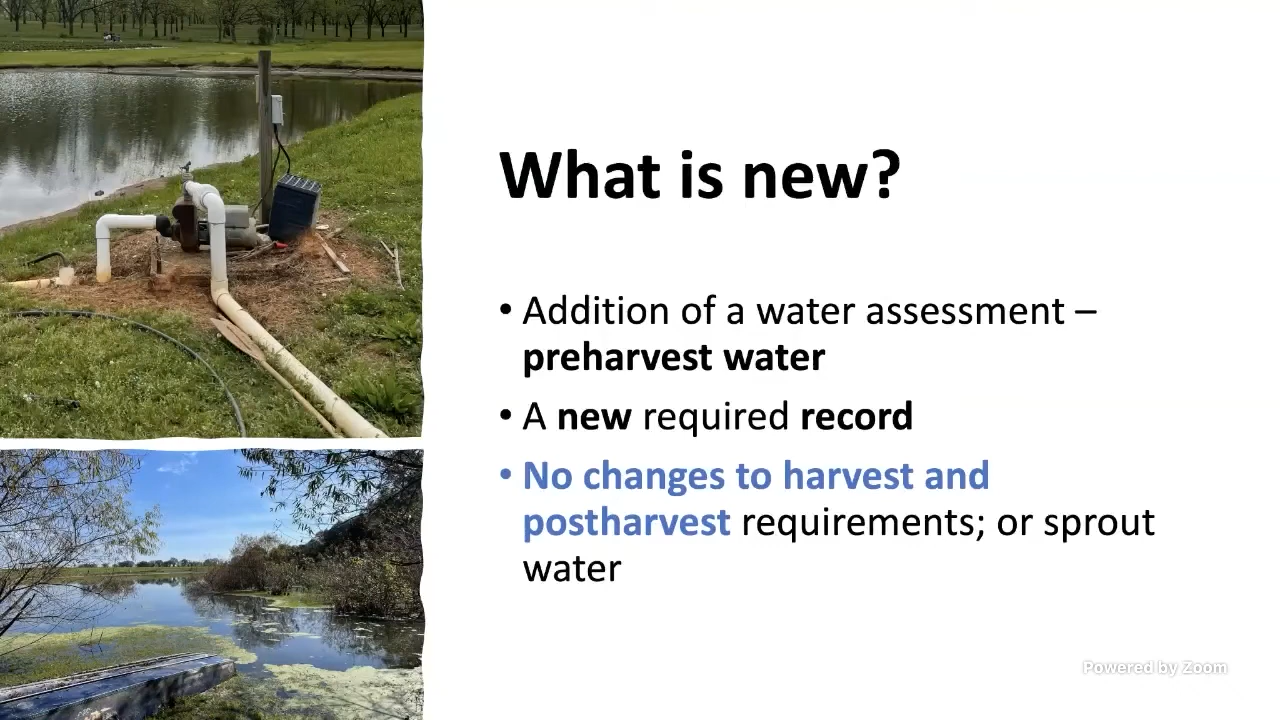 What is new?
• Addition of a water assessment –
preharvest water
• A new required record
• No changes to harvest and
postharvest requirements; or sprout
water
Powered by Zoom